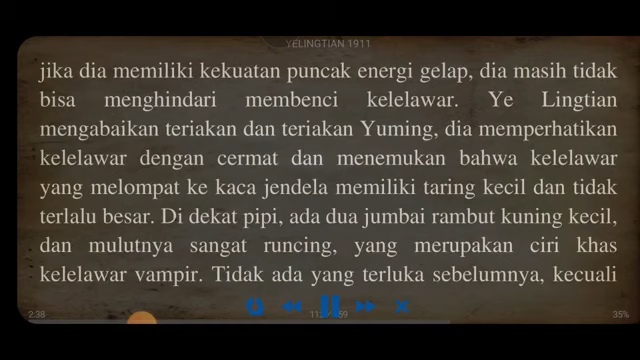 YELINGTIAN 1911
jika dia memiliki kekuatan puncak energi gelap, dia masih tidak
bisa menghindari membenci kelelawar. Ye Lingtian
mengabaikan teriakan dan teriakan Yuming, dia memperhatikan
kelelawar dengan cermat dan menemukan bahwa kelelawar
yang melompat ke kaca jendela memiliki taring kecil dan tidak
terlalu besar. Di dekat pipi, ada dua jumbai rambut kuning kecil,
dan mulutnya sangat runcing, yang merupakan ciri khas
kelelawar vampir. Tidak ada yang terluka sebelumnya, kecuali
2:38
35%